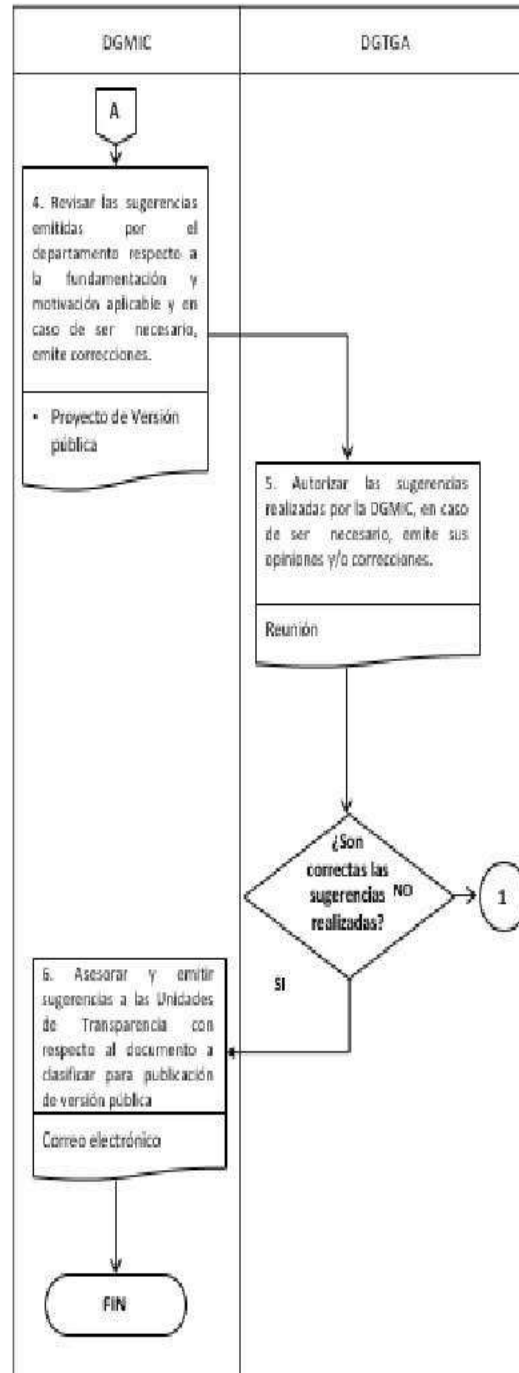 DGMIC
DGTGA
A
4. Revisar las sugerencias
emitidas por el
departamento respecto a
la fundamentación y
motivación aplicable y en
caso de ser necesario,
emite correcciones.
• Proyecto de Versión
pública
5. Autorizar las sugerencias
realizadas por la DGMIC, en caso
de ser necesario, emite sus
opiniones y/o correcciones.
Reunión
¿Son
correctas las
sugerencias
realizadas?
NO
1
SI
6. Asesorar y emitir
sugerencias a las Unidades
de Transparencia con
respecto al documento a
clasificar para publicación
de versión pública
Correo electrónico
FIN